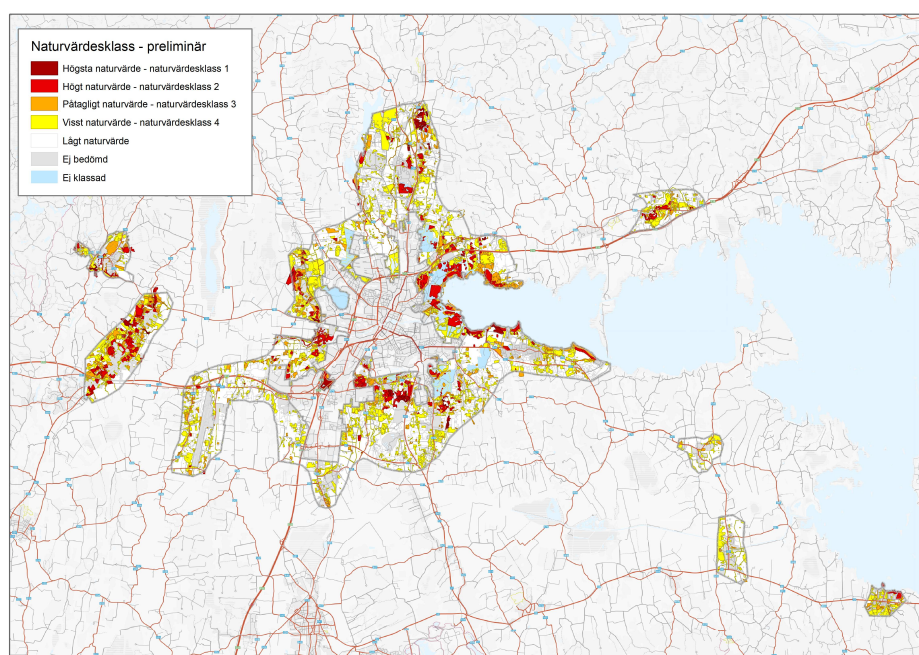 Naturvärdesklass - preliminär
Högsta naturvärde - naturvärdesklass 1
Högt naturvärde - naturvärdesklass 2
Påtagligt naturvärde - naturvärdesklass 3
Visst naturvärde - naturvärdesklass 4
Lågt naturvärde
Ej bedömd
Ej klassad